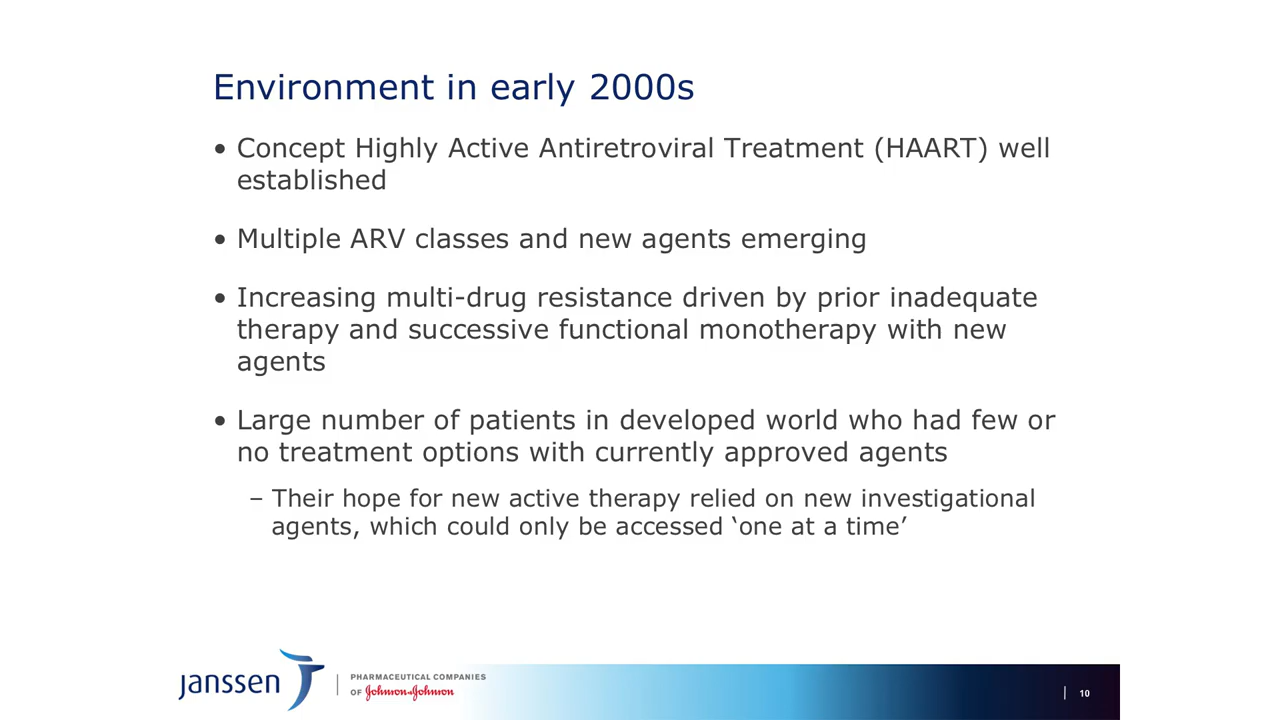 Environment in early 2000s
• Concept Highly Active Antiretroviral Treatment (HAART) well
established
• Multiple ARV classes and new agents emerging
• Increasing multi-drug resistance driven by prior inadequate
therapy and successive functional monotherapy with new
agents
• Large number of patients in developed world who had few or
no treatment options with currently approved agents
– Their hope for new active therapy relied on new investigational
agents, which could only be accessed ‘one at a time’
janssen
PHARMACEUTICAL COMPANIES
OF Johnson & Johnson
10